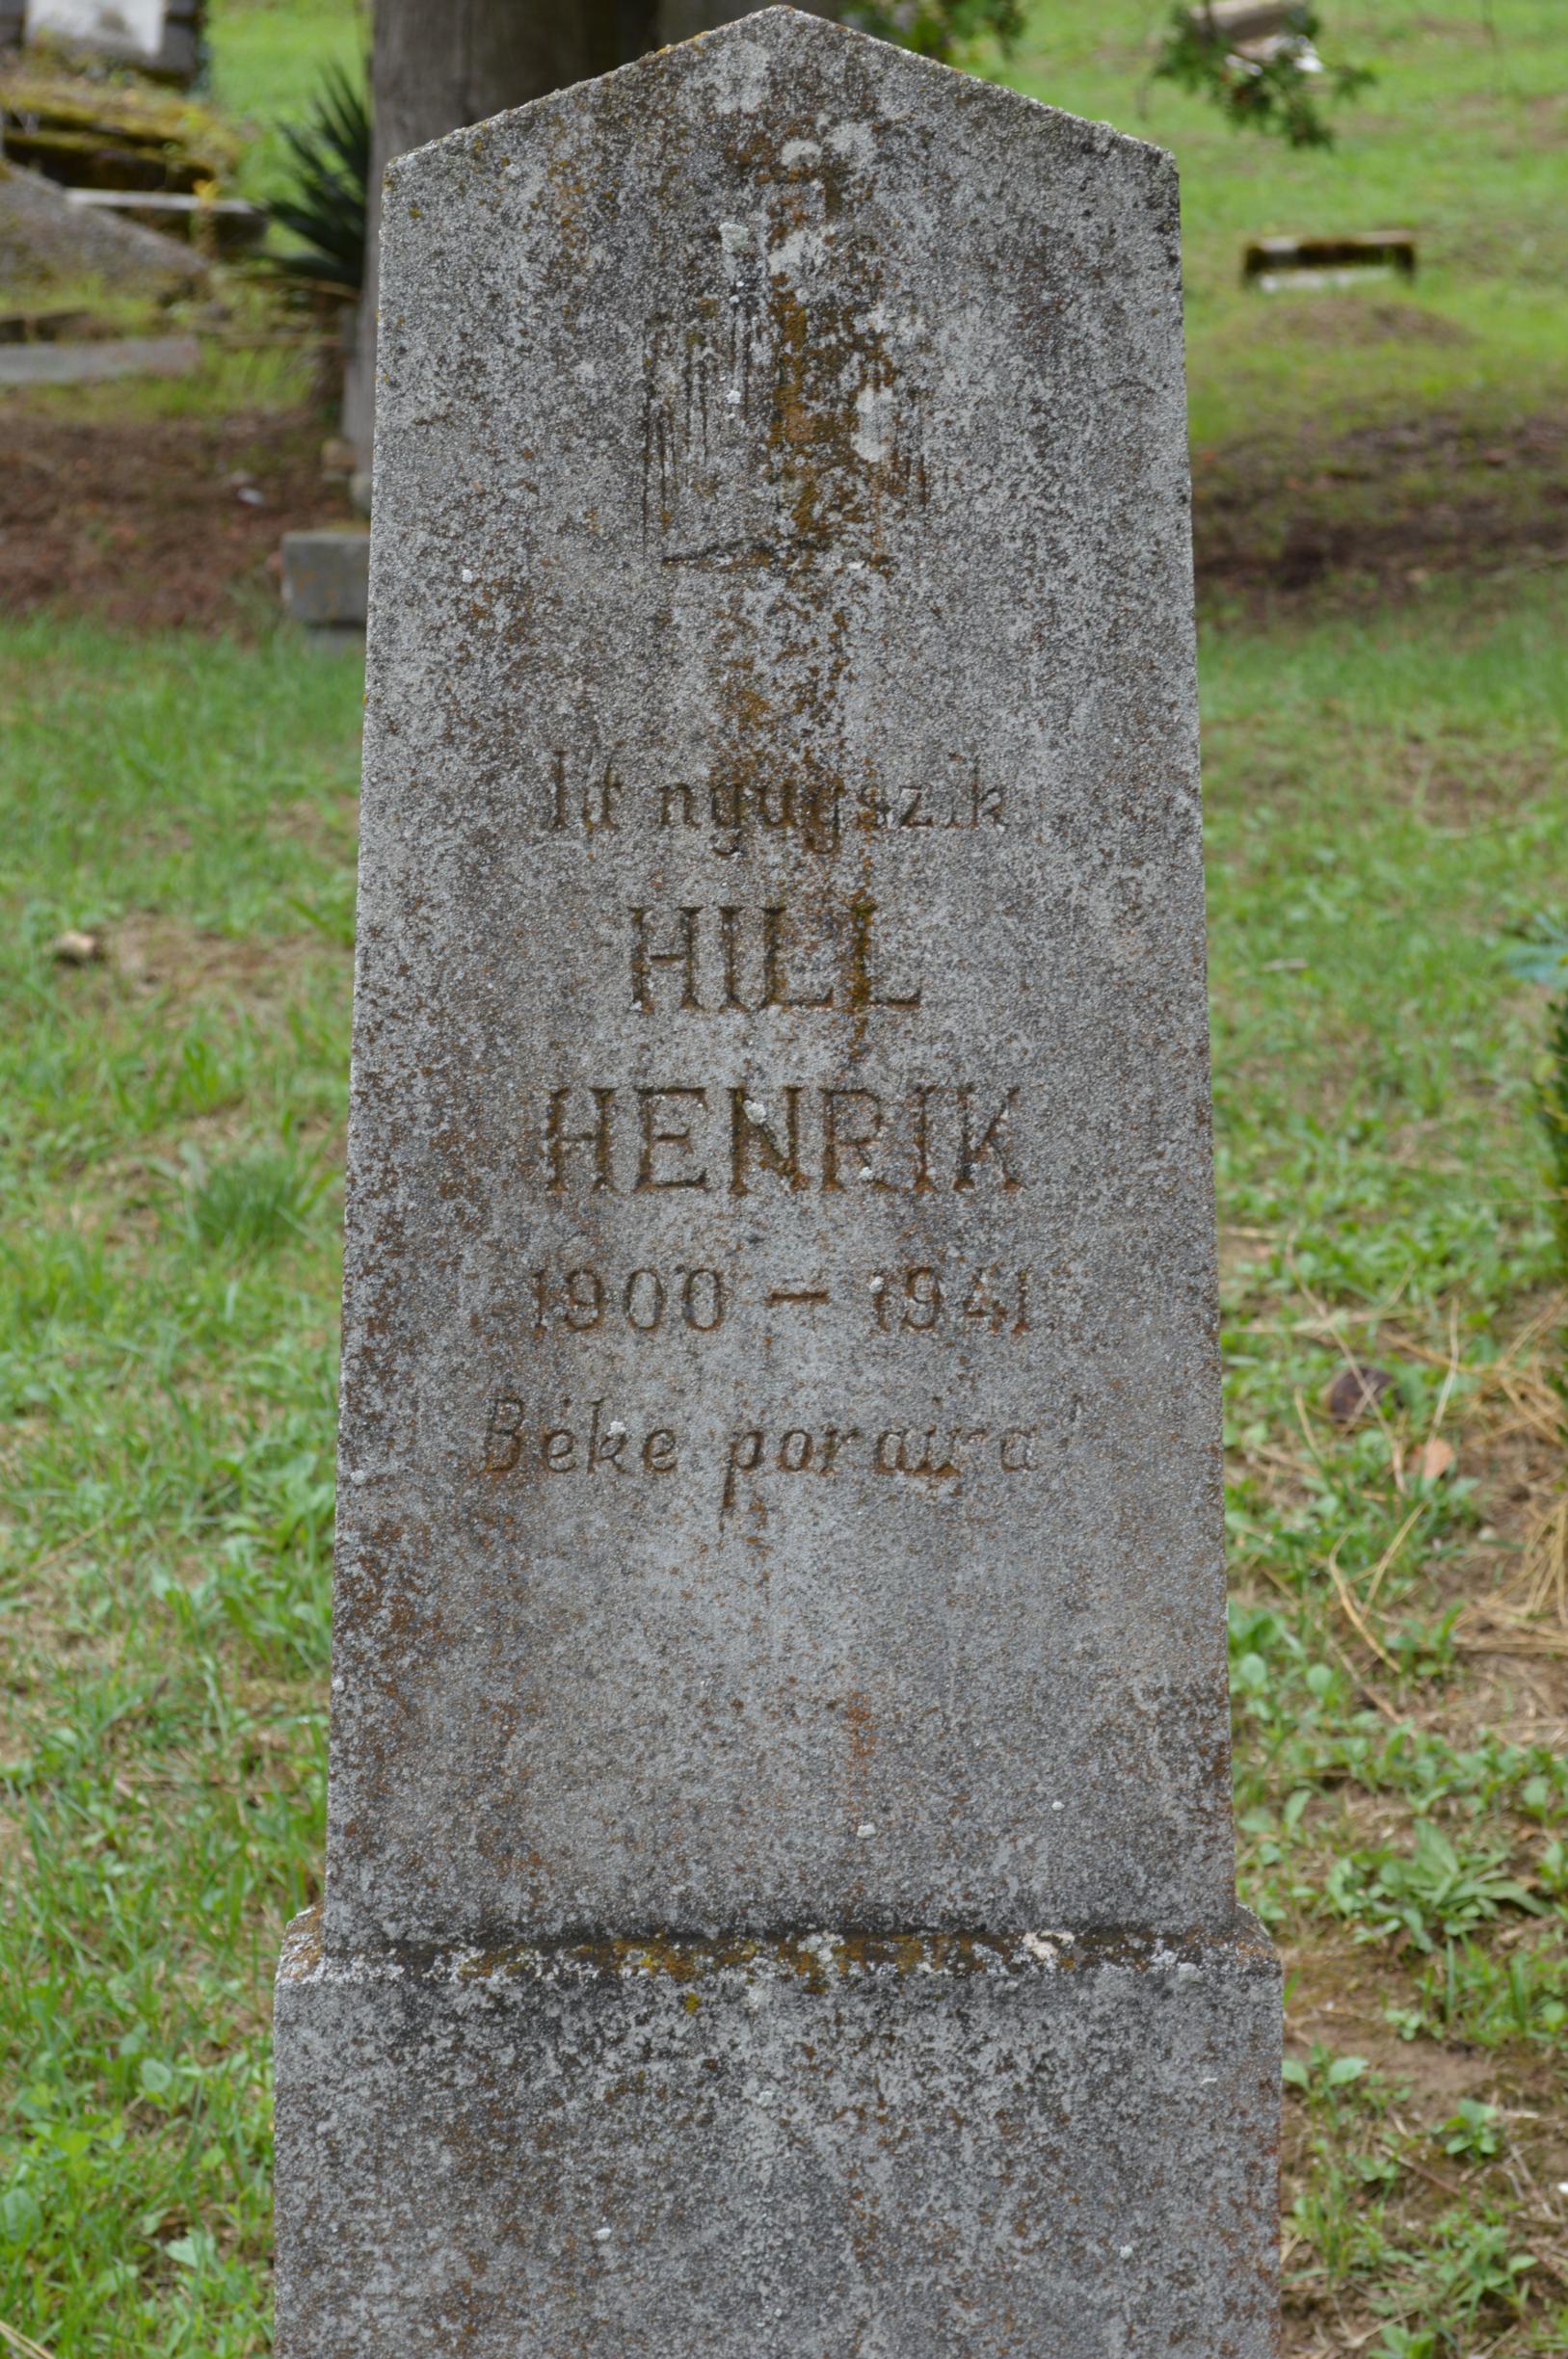 Itt nyugszik
HILL
HENRIK
1900 - 1941
Béke poraira